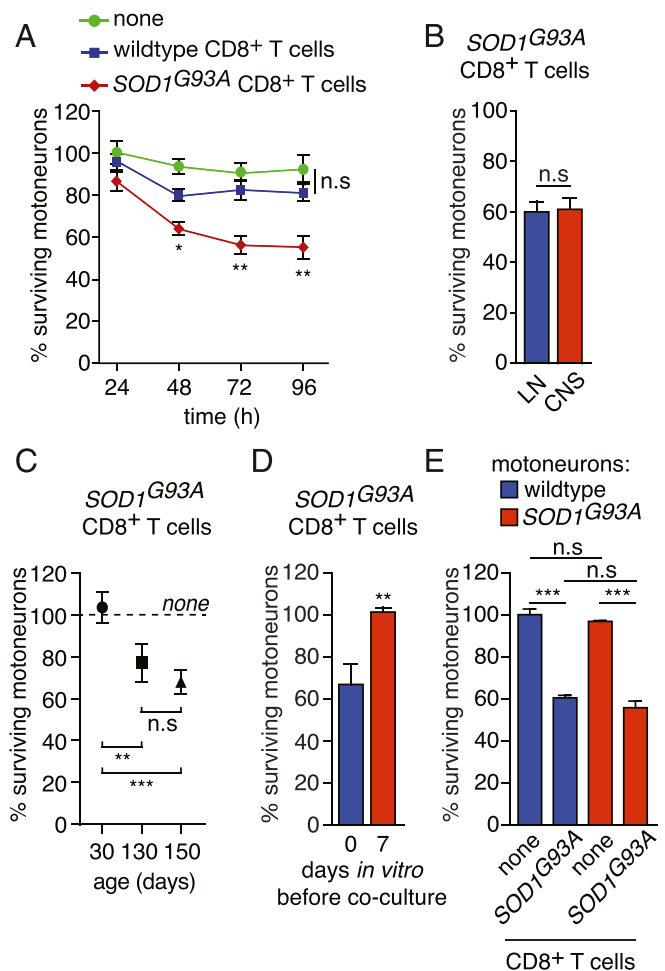 A
none
wildtype CD8+ T cells
SOD1G93A CD8+ T cells
% surviving motoneurons
120
100
80
60
40
20
0
n.s
*
**
**
24 48 72 96
time (h)
B
SOD1G93A
CD8+ T cells
% surviving motoneurons
100
80
60
40
20
0
n.s
LN CNS
C
SOD1G93A
CD8+ T cells
% surviving motoneurons
120
100
80
60
40
20
0
none
n.s
**
***
30 130 150
age (days)
D
SOD1G93A
CD8+ T cells
% surviving motoneurons
120
100
80
60
40
20
0
**
0 7
days in vitro
before co-culture
E
motoneurons:
wildtype
SOD1G93A
% surviving motoneurons
120
100
80
60
40
20
0
n.s
n.s
*** ***
none SOD1G93A none SOD1G93A
CD8+ T cells